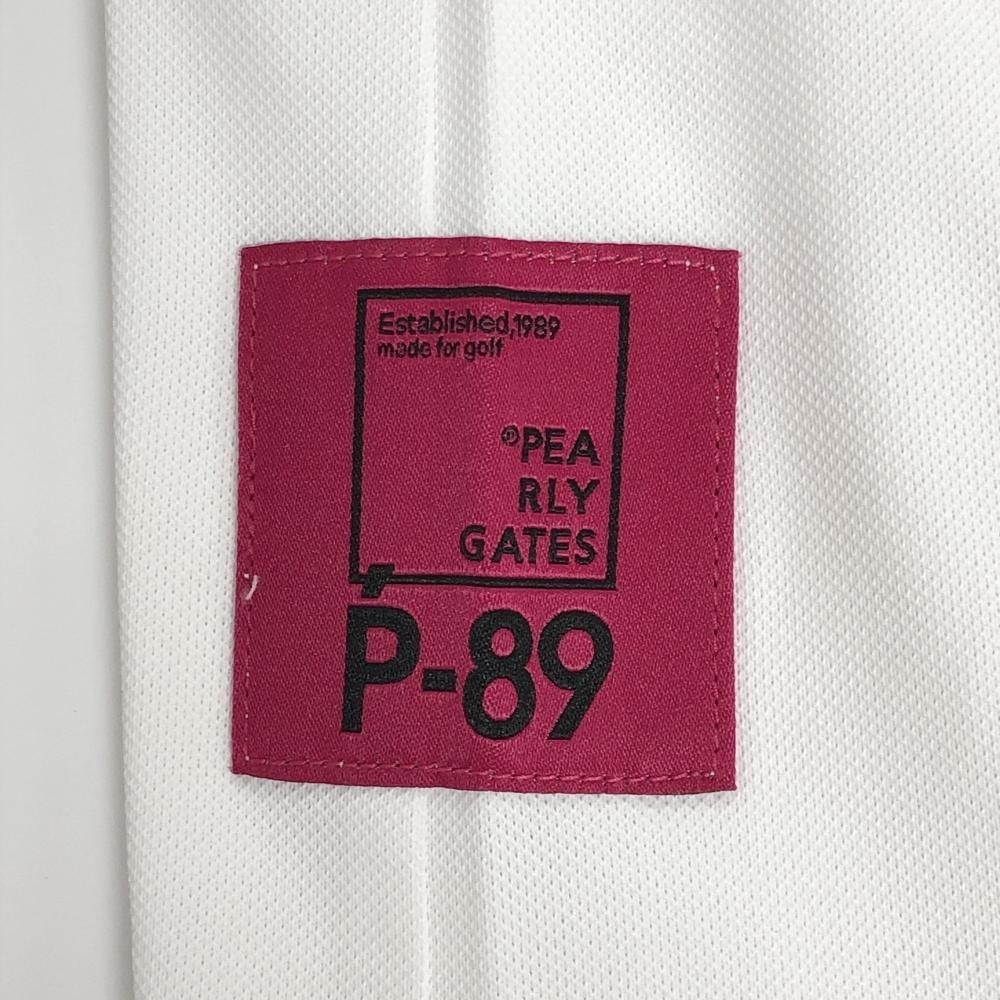 Established,1989
made for golf
®PEA
RLY
GATES
P-89